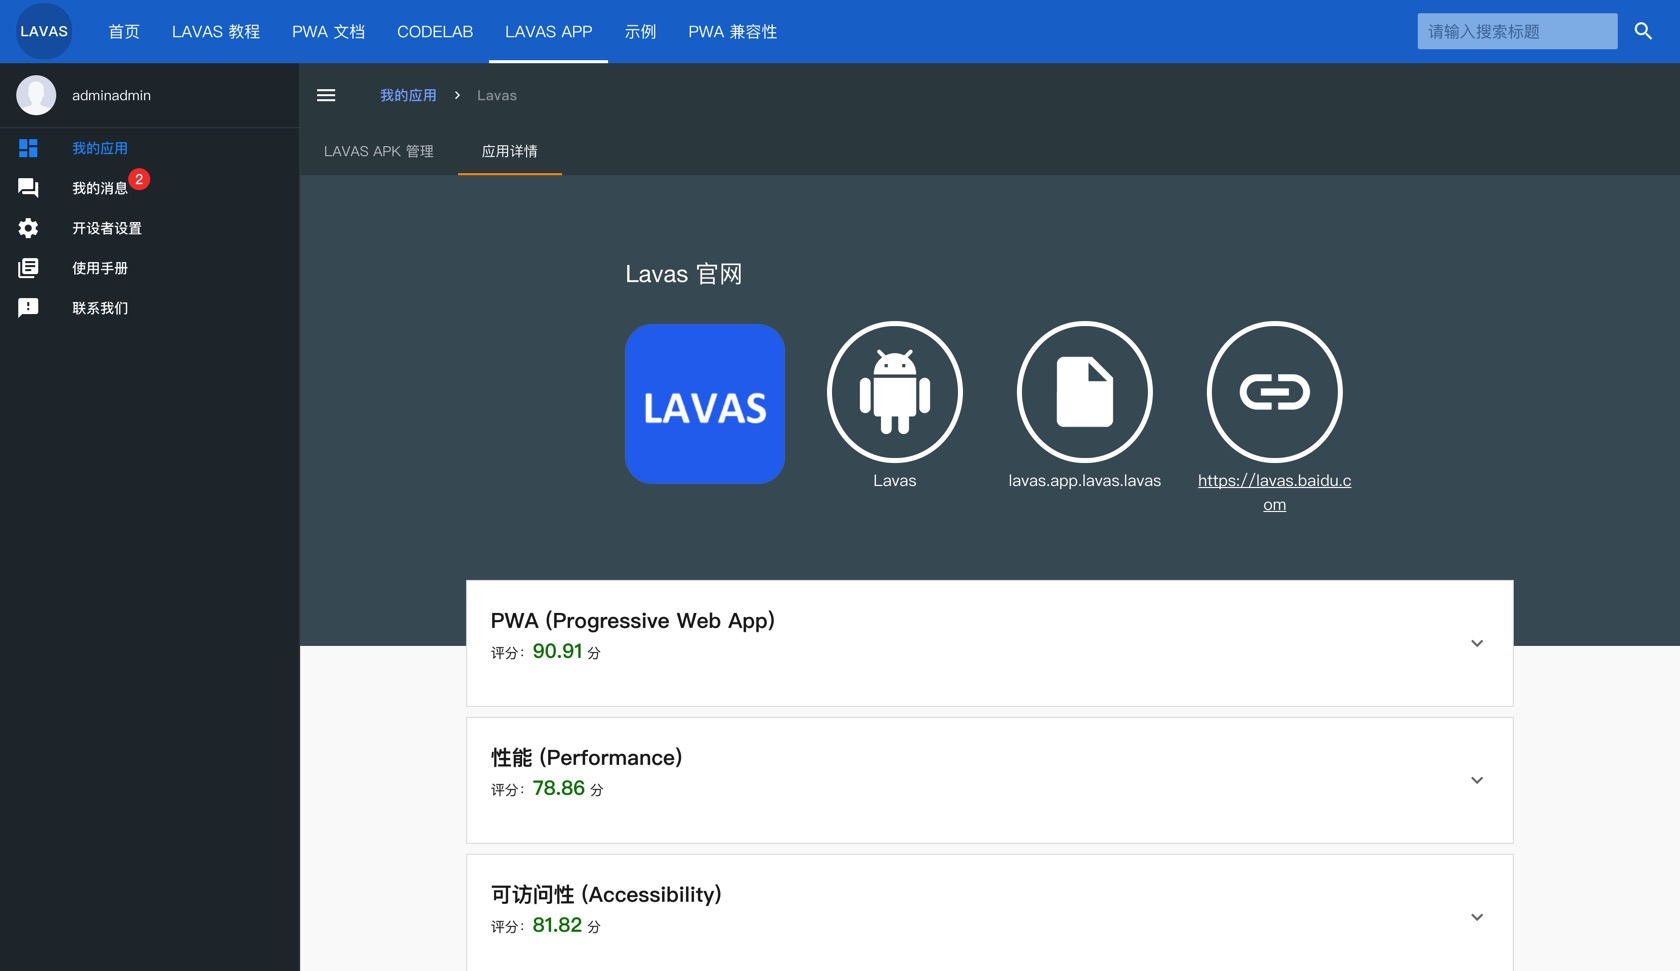 LAVAS
首页
LAVAS 教程
PWA 文档
CODELAB
LAVAS APP
示例
PWA 兼容性
请输入搜索标题
adminadmin
我的应用
我的消息
2
开设者设置
使用手册
联系我们
我的应用
Lavas
LAVAS APK 管理
应用详情
Lavas 官网
LAVAS
Lavas
lavas.app.lavas.lavas
https://lavas.baidu.c
om
PWA (Progressive Web App)
评分： 90.91 分
性能 (Performance)
评分： 78.86 分
可访问性 (Accessibility)
评分： 81.82 分